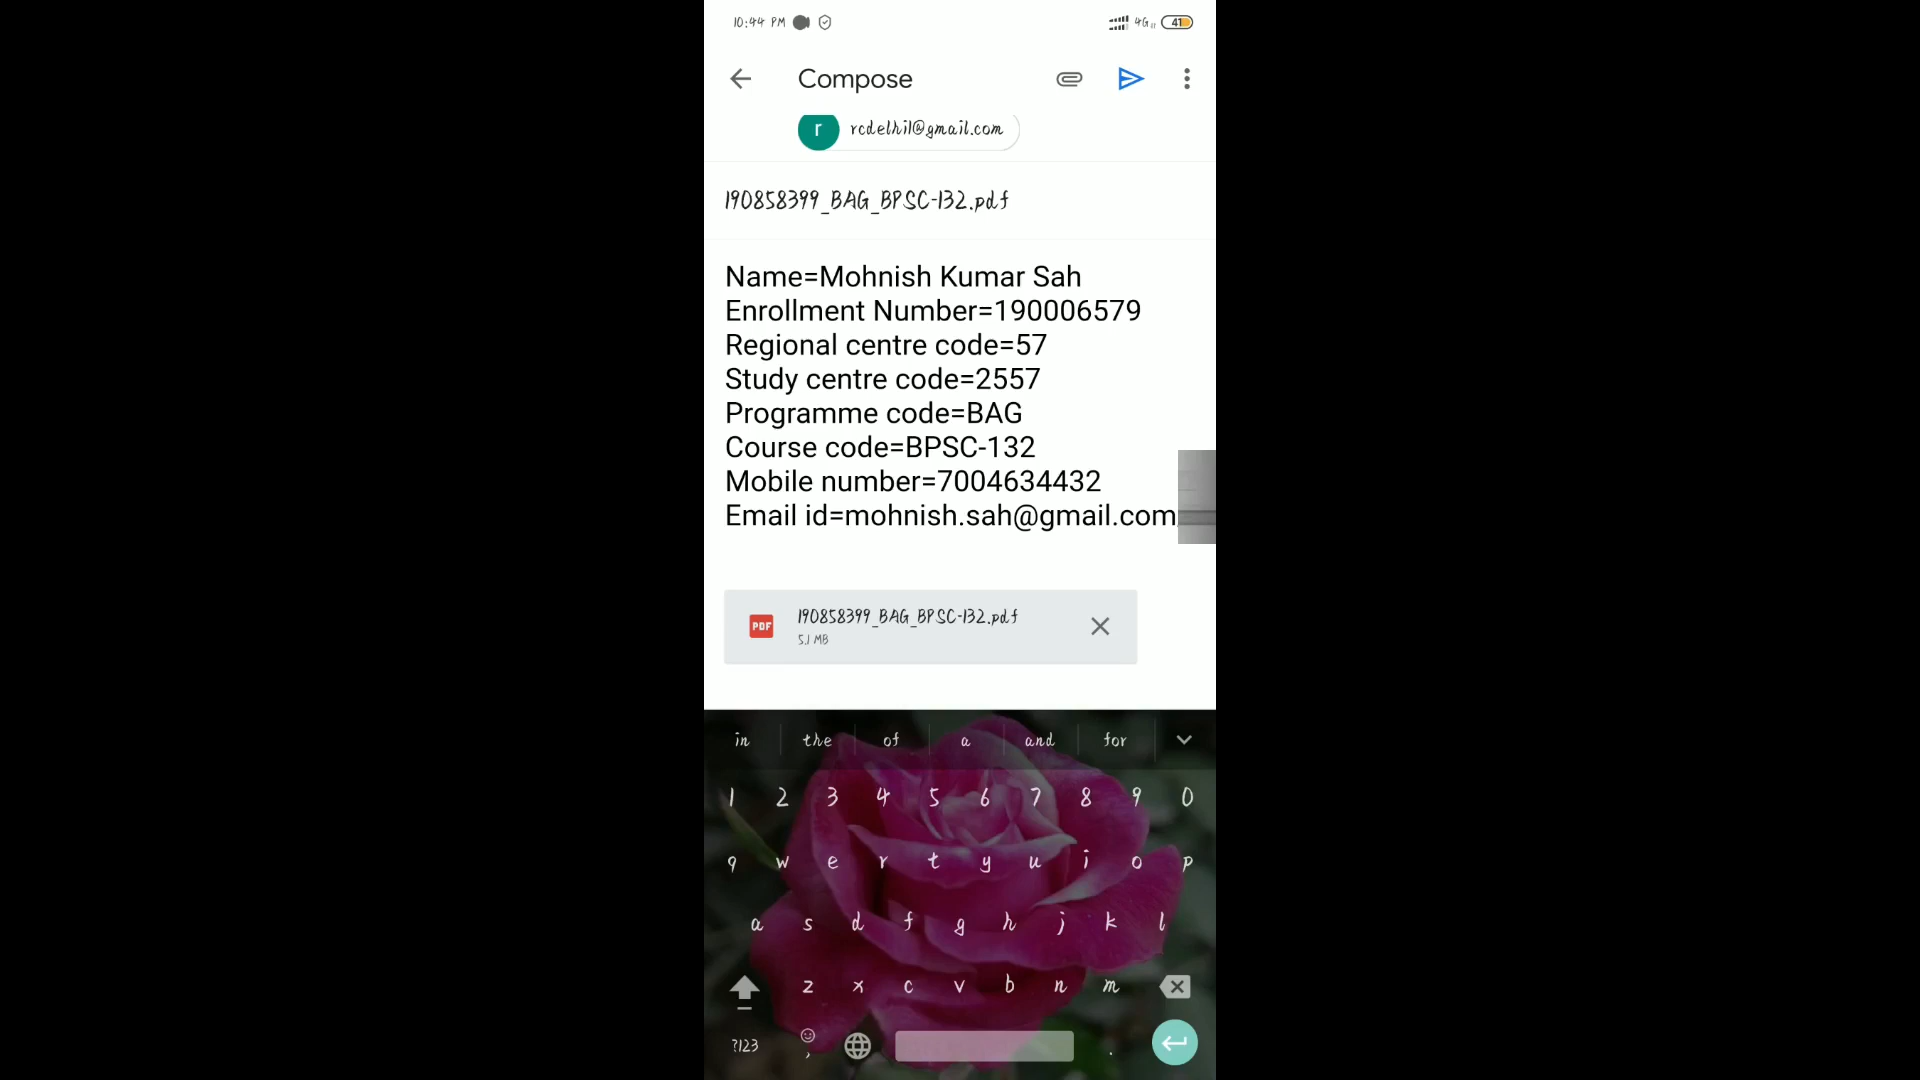 10:44 PM 4G 41
Compose
r rcdelhi1@gmail.com
190858399_BAG_BPSC-132.pdf
Name=Mohnish Kumar Sah
Enrollment Number=190006579
Regional centre code=57
Study centre code=2557
Programme code=BAG
Course code=BPSC-132
Mobile number=7004634432
Email id=mohnish.sah@gmail.com
PDF 190858399_BAG_BPSC-132.pdf
5.1 MB
in the of a and for
1 2 3 4 5 6 7 8 9 0
q w e r t y u i o p
a s d f g h j k l
z x c v b n m
?123 , .